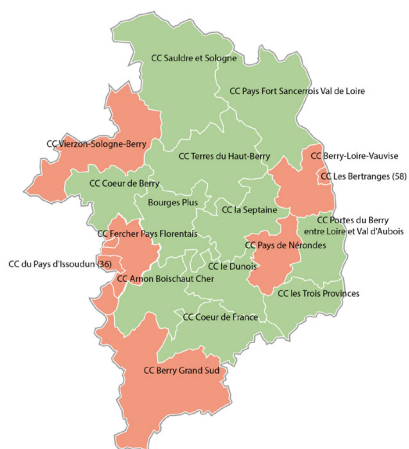 CC Sauldre et Sologne
CC Pays Fort Sancerrois Val de Loire
CC Vierzon-Sologne-Berry
CC Terres du Haut-Berry
CC Berry-Loire-Vauvise
CC Les Bertranges (58)
CC Coeur de Berry
Bourges Plus
CC la Septaine
CC Portes du Berry
entre Loire et Val d'Aubois
CC Fercher Pays Florentais
CC Pays de Nérondes
CC du Pays d'Issoudun (36)
CC le Dunois
CC Arnon Boischaut Cher
CC les Trois Provinces
CC Coeur de France
CC Berry Grand Sud